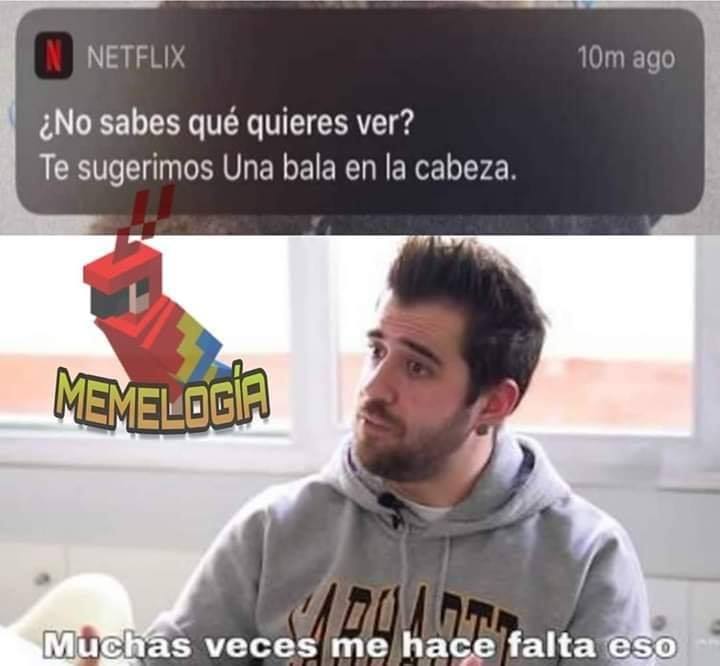 N NETFLIX 10m ago
¿No sabes qué quieres ver?
Te sugerimos Una bala en la cabeza.
MEMELOGÍA
CARHARTT
Muchas veces me hace falta eso